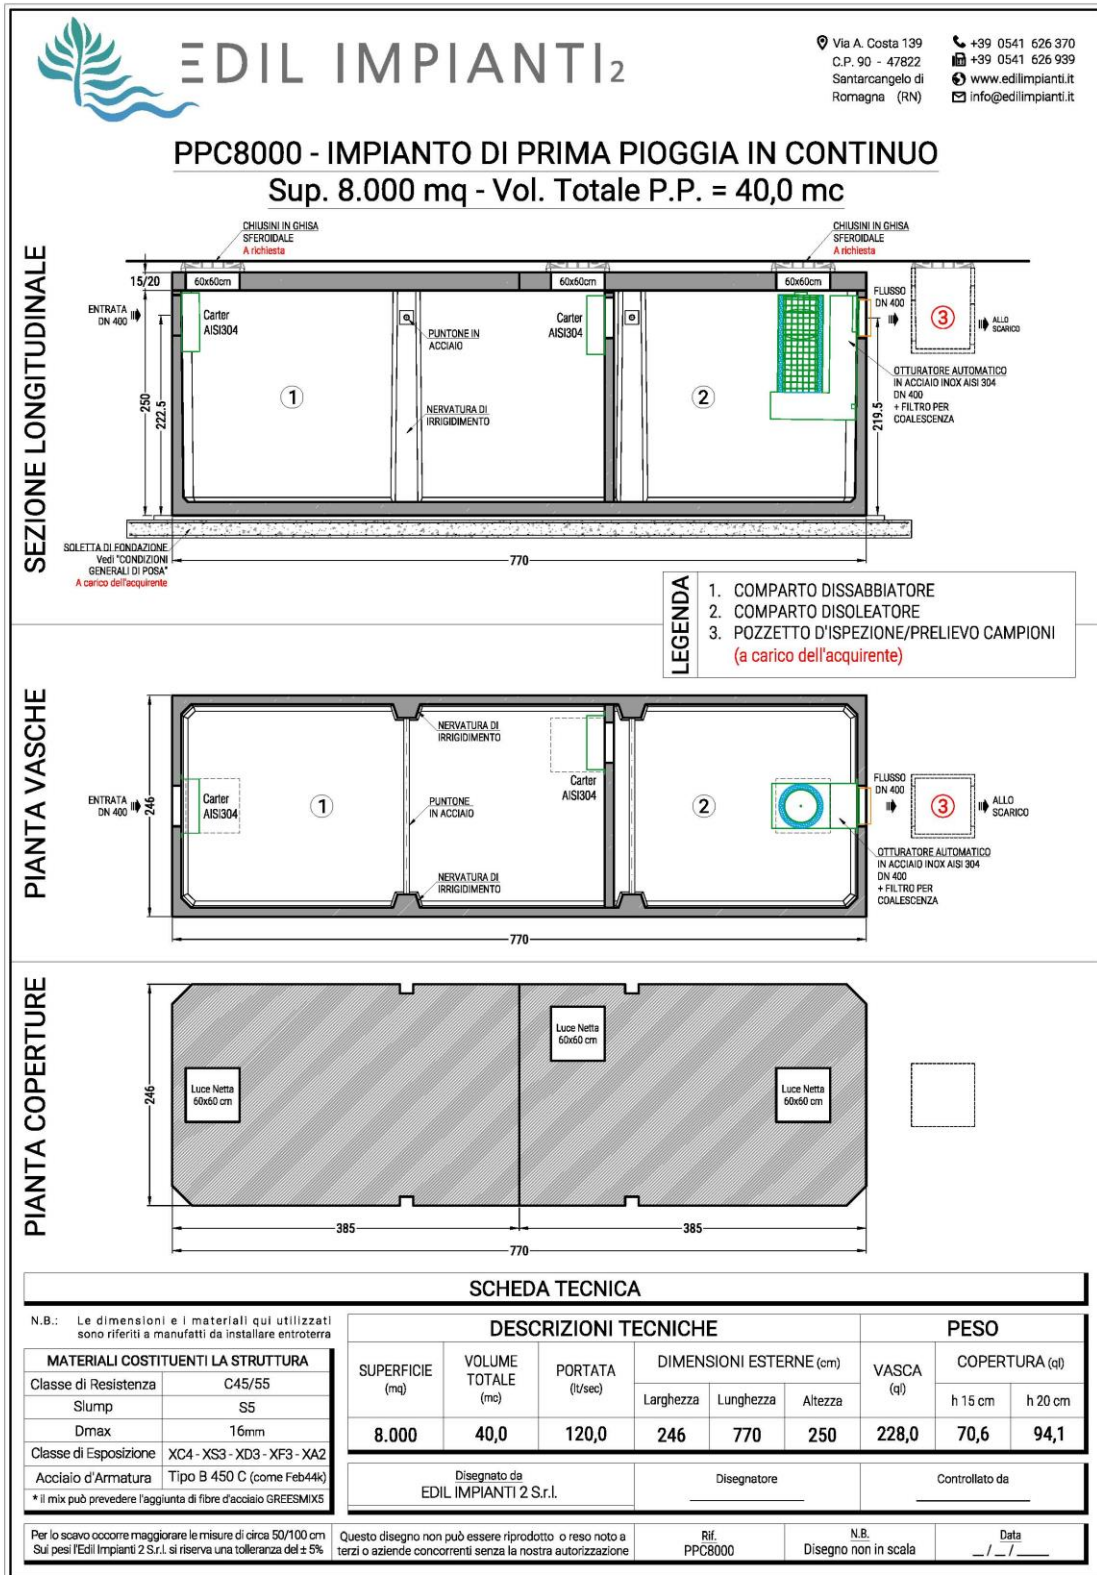 EDIL IMPIANTI2
Via A. Costa 139
C.P. 90 - 47822
Santarcangelo di
Romagna (RN)
+39 0541 626 370
+39 0541 626 939
www.edilimpianti.it
info@edilimpianti.it
PPC8000 - IMPIANTO DI PRIMA PIOGGIA IN CONTINUO
Sup. 8.000 mq - Vol. Totale P.P. = 40,0 mc
SEZIONE LONGITUDINALE
CHIUSINI IN GHISA
SFEROIDALE
A richiesta
CHIUSINI IN GHISA
SFEROIDALE
A richiesta
15/20
60x60cm
60x60cm
60x60cm
ENTRATA
DN 400
Carter
AISI304
PUNTONE IN
ACCIAIO
Carter
AISI304
FLUSSO
DN 400
3
ALLO
SCARICO
OTTURATORE AUTOMATICO
IN ACCIAIO INOX AISI 304
DN 400
+ FILTRO PER
COALESCENZA
1
2
NERVATURA DI
IRRIGIDIMENTO
250
222.5
219.5
SOLETTA DI FONDAZIONE
Vedi "CONDIZIONI
GENERALI DI POSA"
A carico dell'acquirente
770
LEGENDA
1. COMPARTO DISSABBIATORE
2. COMPARTO DISOLEATORE
3. POZZETTO D'ISPEZIONE/PRELIEVO CAMPIONI
(a carico dell'acquirente)
PIANTA VASCHE
NERVATURA DI
IRRIGIDIMENTO
Carter
AISI304
ENTRATA
DN 400
246
Carter
AISI304
1
PUNTONE
IN ACCIAIO
2
FLUSSO
DN 400
3
ALLO
SCARICO
NERVATURA DI
IRRIGIDIMENTO
OTTURATORE AUTOMATICO
IN ACCIAIO INOX AISI 304
DN 400
+ FILTRO PER
COALESCENZA
770
PIANTA COPERTURE
246
Luce Netta
60x60 cm
Luce Netta
60x60 cm
Luce Netta
60x60 cm
385
385
770
SCHEDA TECNICA
N.B.: Le dimensioni e i materiali qui utilizzati
sono riferiti a manufatti da installare entroterra
MATERIALI COSTITUENTI LA STRUTTURA
Classe di Resistenza C45/55
Slump S5
Dmax 16mm
Classe di Esposizione XC4 - XS3 - XD3 - XF3 - XA2
Acciaio d'Armatura Tipo B 450 C (come Feb44k)
* il mix può prevedere l'aggiunta di fibre d'acciaio GREESMIX5
DESCRIZIONI TECNICHE
PESO
SUPERFICIE
(mq)
VOLUME
TOTALE
(mc)
PORTATA
(lt/sec)
DIMENSIONI ESTERNE (cm)
Larghezza Lunghezza Altezza
VASCA
(ql)
COPERTURA (ql)
h 15 cm h 20 cm
8.000 40,0 120,0 246 770 250 228,0 70,6 94,1
Disegnato da
EDIL IMPIANTI 2 S.r.l.
Disegnatore
Controllato da
Per lo scavo occorre maggiorare le misure di circa 50/100 cm
Sui pesi l'Edil Impianti 2 S.r.l. si riserva una tolleranza del ± 5%
Questo disegno non può essere riprodotto o reso noto a
terzi o aziende concorrenti senza la nostra autorizzazione
Rif.
PPC8000
N.B.
Disegno non in scala
Data
__/__/____